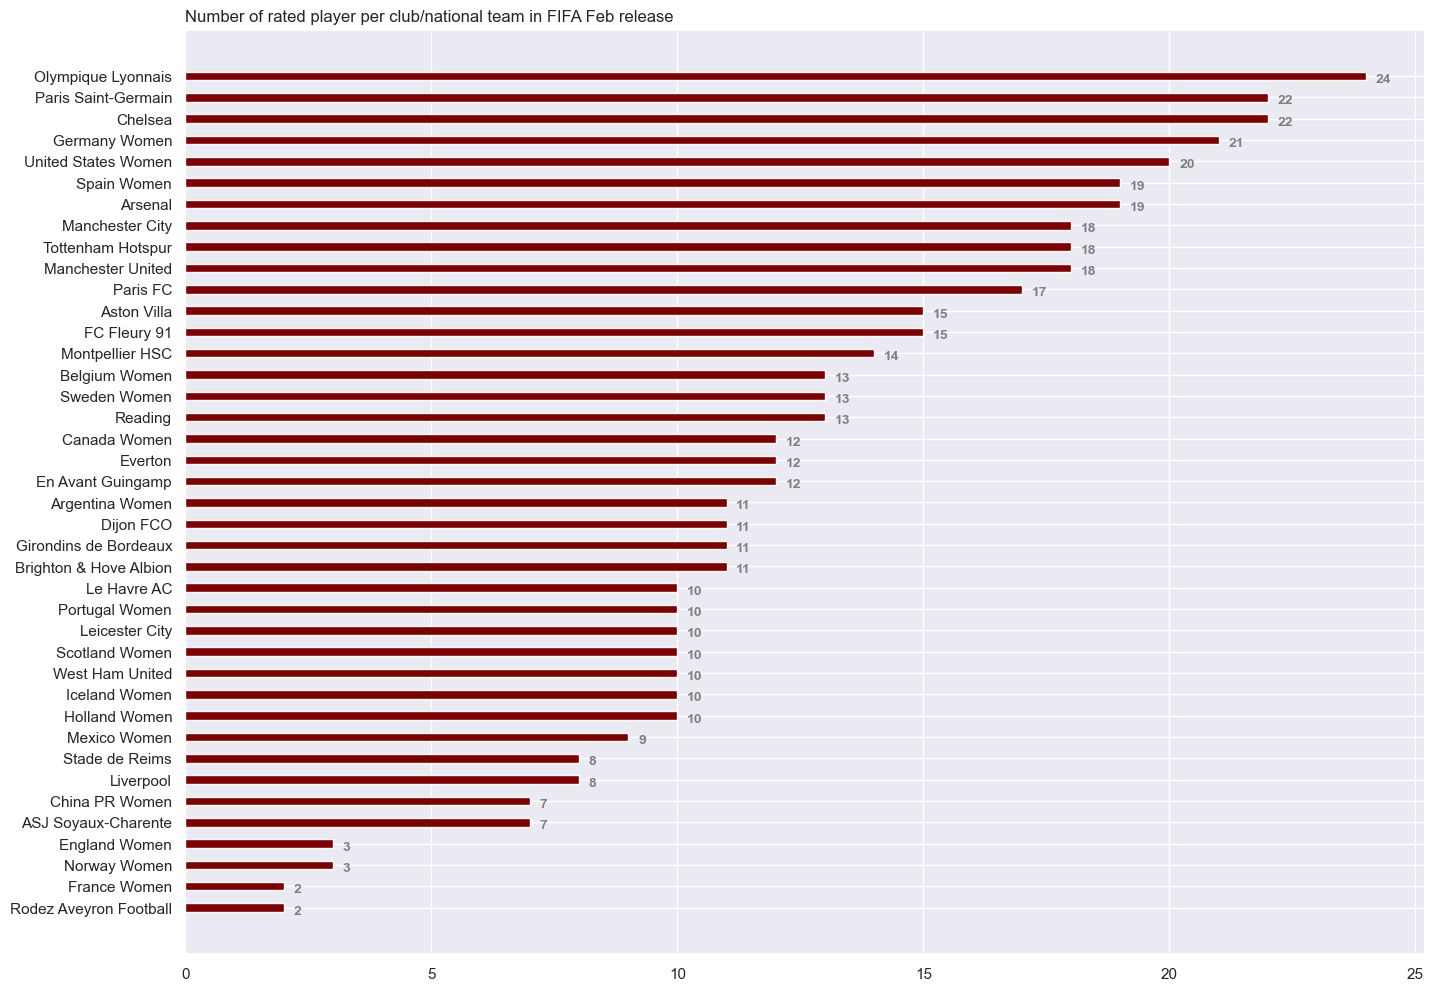 Number of rated player per club/national team in FIFA Feb release
Olympique Lyonnais 24
Paris Saint-Germain 22
Chelsea 22
Germany Women 21
United States Women 20
Spain Women 19
Arsenal 19
Manchester City 18
Tottenham Hotspur 18
Manchester United 18
Paris FC 17
Aston Villa 15
FC Fleury 91 15
Montpellier HSC 14
Belgium Women 13
Sweden Women 13
Reading 13
Canada Women 12
Everton 12
En Avant Guingamp 12
Argentina Women 11
Dijon FCO 11
Girondins de Bordeaux 11
Brighton & Hove Albion 11
Le Havre AC 10
Portugal Women 10
Leicester City 10
Scotland Women 10
West Ham United 10
Iceland Women 10
Holland Women 10
Mexico Women 9
Stade de Reims 8
Liverpool 8
China PR Women 7
ASJ Soyaux-Charente 7
England Women 3
Norway Women 3
France Women 2
Rodez Aveyron Football 2
0 5 10 15 20 25